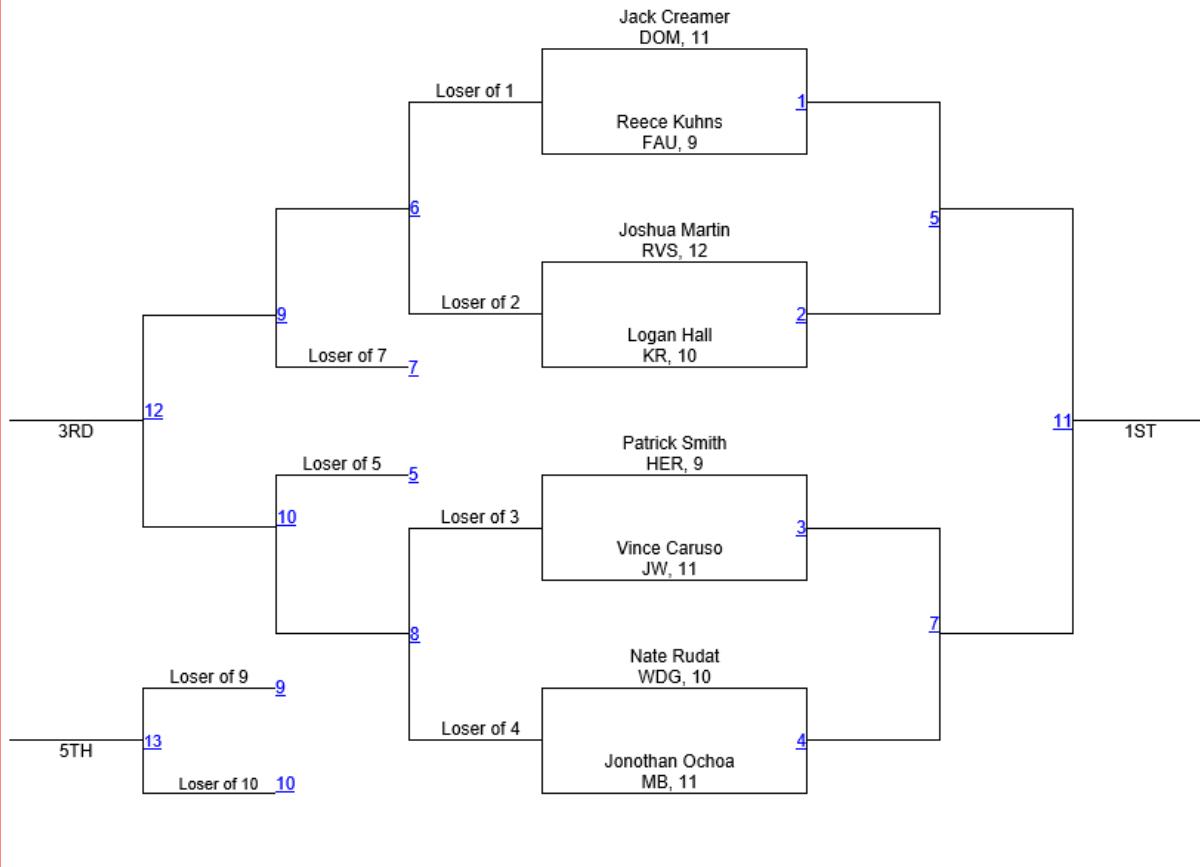 Jack Creamer
DOM, 11
Loser of 1
1
Reece Kuhns
FAU, 9
6
5
Joshua Martin
RVS, 12
Loser of 2
2
9
Logan Hall
KR, 10
Loser of 7
7
12
3RD
11
1ST
Patrick Smith
HER, 9
Loser of 5
5
10
Loser of 3
3
Vince Caruso
JW, 11
8
7
Nate Rudat
WDG, 10
Loser of 9
9
Loser of 4
4
13
5TH
Jonothan Ochoa
MB, 11
Loser of 10
10